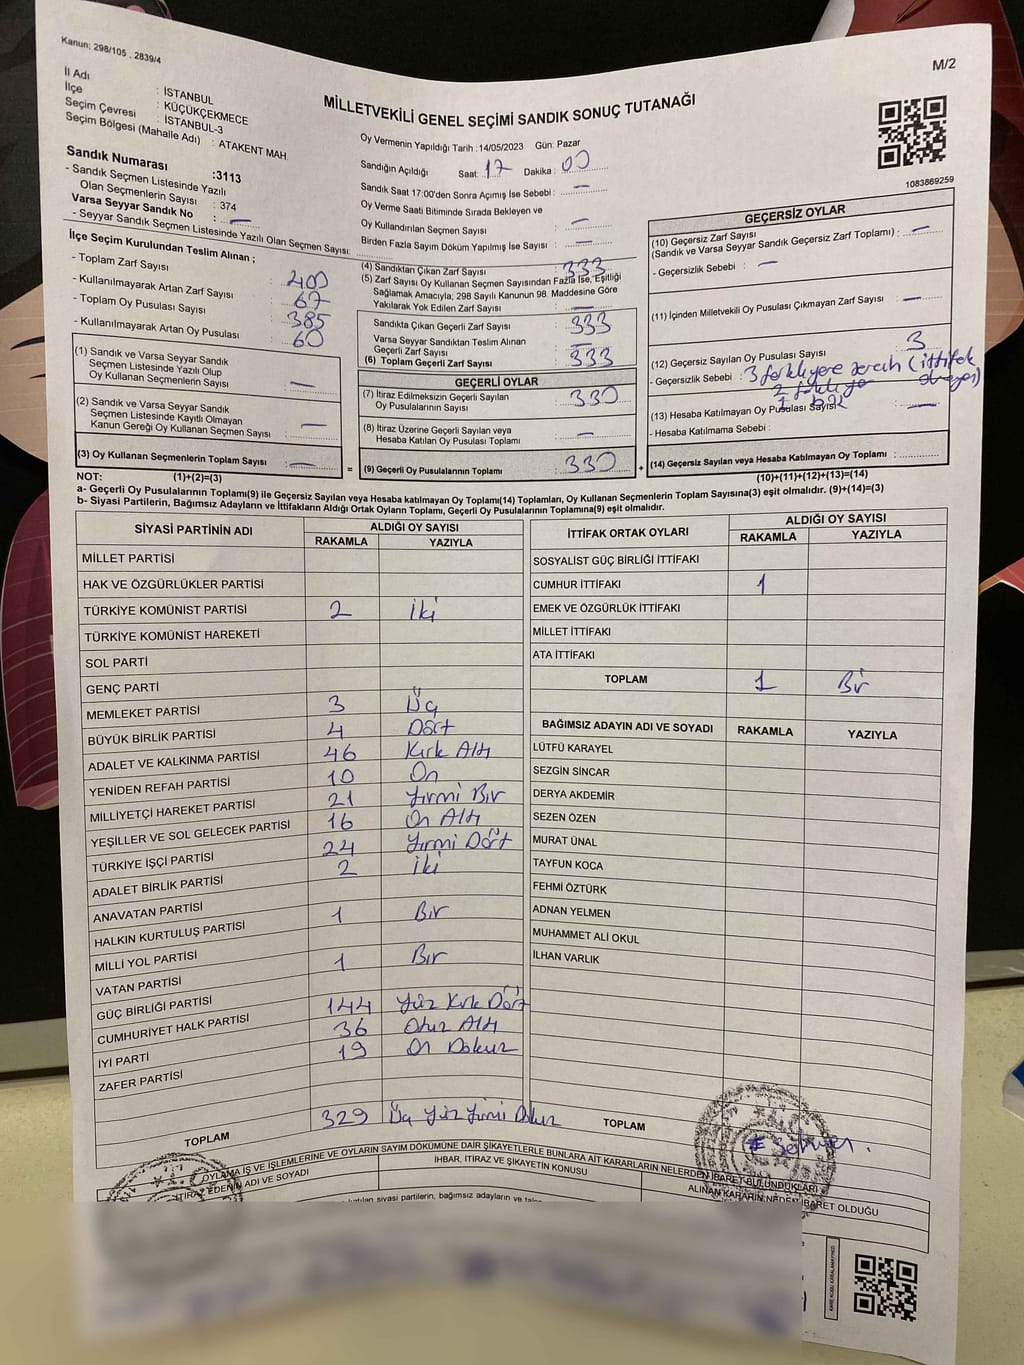 Kanun; 298/105 , 2839/4
M/2
İl Adı : İSTANBUL
İlçe : KÜÇÜKÇEKMECE
Seçim Çevresi : İSTANBUL-3
Seçim Bölgesi (Mahalle Adı) : ATAKENT MAH.
MİLLETVEKİLİ GENEL SEÇİMİ SANDIK SONUÇ TUTANAĞI
Oy Vermenin Yapıldığı Tarih :14/05/2023 Gün: Pazar
Sandığın Açıldığı Saat: 17 Dakika : 00
Sandık Saat 17:00'den Sonra Açımış İse Sebebi : —
Oy Verme Saati Bitiminde Sırada Bekleyen ve
Oy Kullandırılan Seçmen Sayısı : —
Birden Fazla Sayım Döküm Yapılmış İse Sayısı : —
1083869259
Sandık Numarası :3113
- Sandık Seçmen Listesinde Yazılı
Olan Seçmenlerin Sayısı : 374
Varsa Seyyar Sandık No : —
- Seyyar Sandık Seçmen Listesinde Yazılı Olan Seçmen Sayısı:
İlçe Seçim Kurulundan Teslim Alınan ;
- Toplam Zarf Sayısı : 400
- Kullanılmayarak Artan Zarf Sayısı : 67
- Toplam Oy Pusulası Sayısı : 385
- Kullanılmayarak Artan Oy Pusulası : 60
(1) Sandık ve Varsa Seyyar Sandık
Seçmen Listesinde Yazılı Olup
Oy Kullanan Seçmenlerin Sayısı : —
(2) Sandık ve Varsa Seyyar Sandık
Seçmen Listesinde Kayıtlı Olmayan
Kanun Gereği Oy Kullanan Seçmen Sayısı : —
(3) Oy Kullanan Seçmenlerin Toplam Sayısı : —
(4) Sandıktan Çıkan Zarf Sayısı : 333
(5) Zarf Sayısı Oy Kullanan Seçmen Sayısından Fazla İse, Eşitliği
Sağlamak Amacıyla; 298 Sayılı Kanunun 98. Maddesine Göre
Yakılarak Yok Edilen Zarf Sayısı : —
Sandıkta Çıkan Geçerli Zarf Sayısı : 333
Varsa Seyyar Sandıktan Teslim Alınan
Geçerli Zarf Sayısı : —
(6) Toplam Geçerli Zarf Sayısı : 333
GEÇERLİ OYLAR
(7) İtiraz Edilmeksizin Geçerli Sayılan
Oy Pusulalarının Sayısı : 330
(8) İtiraz Üzerine Geçerli Sayılan veya
Hesaba Katılan Oy Pusulası Toplamı : —
= (9) Geçerli Oy Pusulalarının Toplamı : 330 +
GEÇERSİZ OYLAR
(10) Geçersiz Zarf Sayısı
(Sandık ve Varsa Seyyar Sandık Geçersiz Zarf Toplamı) : —
- Geçersizlik Sebebi : —
(11) İçinden Milletvekili Oy Pusulası Çıkmayan Zarf Sayısı : —
(12) Geçersiz Sayılan Oy Pusulası Sayısı : 3
- Geçersizlik Sebebi : 3 farklı yere tercih (ittifak
(13) Hesaba Katılmayan Oy Pusulası Sayısı : —
- Hesaba Katılmama Sebebi :
(14) Geçersiz Sayılan veya Hesaba Katılmayan Oy Toplamı :
NOT: (1)+(2)=(3) (10)+(11)+(12)+(13)=(14)
a- Geçerli Oy Pusulalarının Toplamı(9) ile Geçersiz Sayılan veya Hesaba katılmayan Oy Toplamı(14) Toplamları, Oy Kullanan Seçmenlerin Toplam Sayısına(3) eşit olmalıdır. (9)+(14)=(3)
b- Siyasi Partilerin, Bağımsız Adayların ve İttifakların Aldığı Ortak Oyların Toplamı, Geçerli Oy Pusulalarının Toplamına(9) eşit olmalıdır.
SİYASİ PARTİNİN ADI ALDIĞI OY SAYISI
RAKAMLA YAZIYLA
MİLLET PARTİSİ
HAK VE ÖZGÜRLÜKLER PARTİSİ
TÜRKİYE KOMÜNİST PARTİSİ 2 İki
TÜRKİYE KOMÜNİST HAREKETİ
SOL PARTİ
GENÇ PARTİ
MEMLEKET PARTİSİ 3 Üç
BÜYÜK BİRLİK PARTİSİ 4 Dört
ADALET VE KALKINMA PARTİSİ 46 Kırk Altı
YENİDEN REFAH PARTİSİ 10 On
MİLLİYETÇİ HAREKET PARTİSİ 21 Yirmi Bir
YEŞİLLER VE SOL GELECEK PARTİSİ 16 On Altı
TÜRKİYE İŞÇİ PARTİSİ 24 Yirmi Dört
ADALET BİRLİK PARTİSİ 2 İki
ANAVATAN PARTİSİ
HALKIN KURTULUŞ PARTİSİ 1 Bir
MİLLİ YOL PARTİSİ
VATAN PARTİSİ 1 Bir
GÜÇ BİRLİĞİ PARTİSİ
CUMHURİYET HALK PARTİSİ 144 Yüz Kırk Dört
İYİ PARTİ 36 Otuz Altı
ZAFER PARTİSİ 19 On Dokuz
TOPLAM 329 Üç Yüz Yirmi Dokuz
İTTİFAK ORTAK OYLARI ALDIĞI OY SAYISI
RAKAMLA YAZIYLA
SOSYALİST GÜÇ BİRLİĞİ İTTİFAKI
CUMHUR İTTİFAKI 1
EMEK VE ÖZGÜRLÜK İTTİFAKI
MİLLET İTTİFAKI
ATA İTTİFAKI
TOPLAM 1 Bir
BAĞIMSIZ ADAYIN ADI VE SOYADI RAKAMLA YAZIYLA
LÜTFÜ KARAYEL
SEZGİN SİNCAR
DERYA AKDEMİR
SEZEN ÖZEN
MURAT ÜNAL
TAYFUN KOCA
FEHMİ ÖZTÜRK
ADNAN YELMEN
MUHAMMET ALİ OKUL
İLHAN VARLIK
TOPLAM
OYLAMA İŞ VE İŞLEMLERİNE VE OYLARIN SAYIM DÖKÜMÜNE DAİR ŞİKAYETLERLE BUNLARA AİT KARARLARIN NELERDEN İBARET BULUNDUKLARI
İTİRAZ EDENİN ADI VE SOYADI
İHBAR, İTİRAZ VE ŞİKAYETİN KONUSU
ALINAN KARARIN NEDEN İBARET OLDUĞU
siyasi partilerin, bağımsız adayların ve